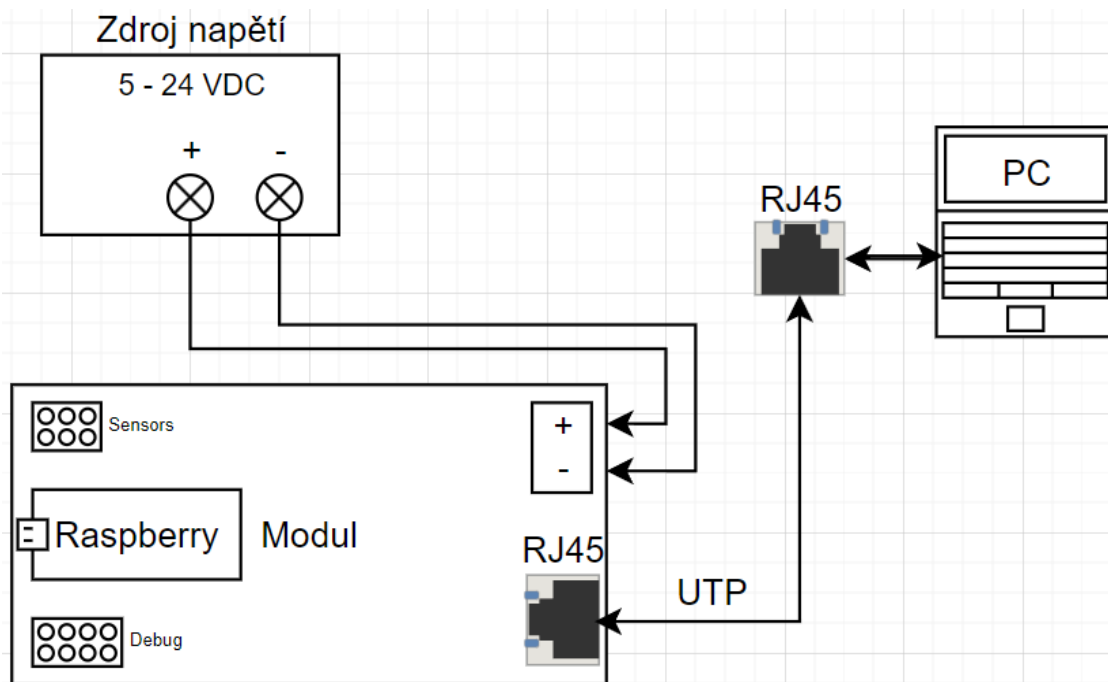 Zdroj napětí
5 - 24 VDC
+ -
PC
RJ45
+
-
Sensors
Raspberry
Modul
RJ45
UTP
Debug